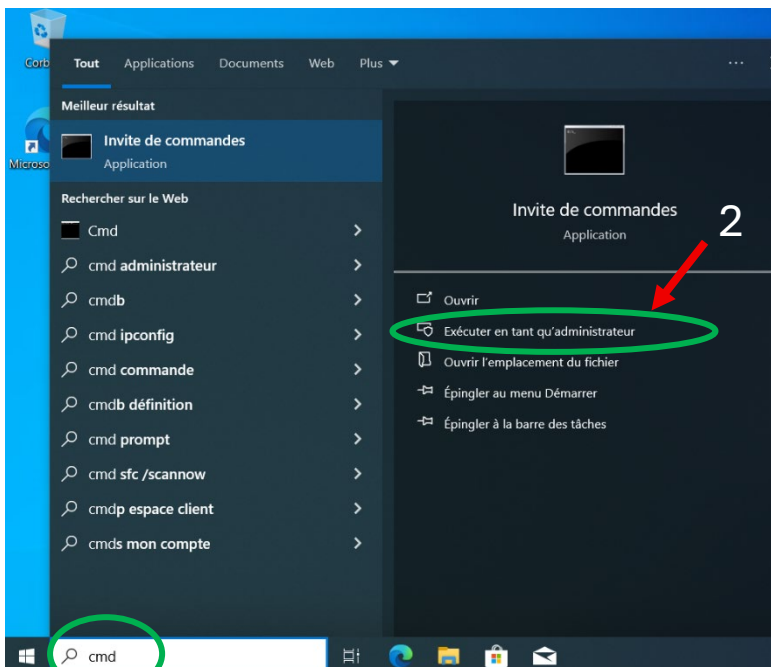 Corb
Tout Applications Documents Web Plus ...
Meilleur résultat
Invite de commandes
Application
Microso
Rechercher sur le Web
Cmd
cmd administrateur
cmdb
cmd ipconfig
cmd commande
cmdb définition
cmd prompt
cmd sfc /scannow
cmdp espace client
cmds mon compte
Invite de commandes
Application
2
Ouvrir
Exécuter en tant qu'administrateur
Ouvrir l'emplacement du fichier
Épingler au menu Démarrer
Épingler à la barre des tâches
cmd